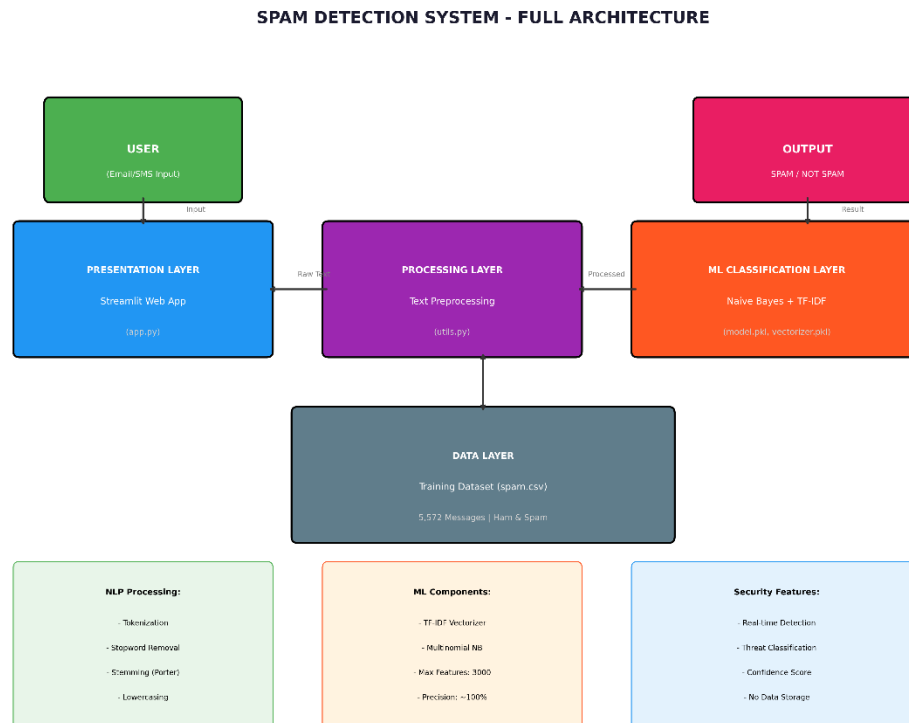 SPAM DETECTION SYSTEM - FULL ARCHITECTURE
USER
(Email/SMS Input)
OUTPUT
SPAM / NOT SPAM
Input
Result
PRESENTATION LAYER
Streamlit Web App
(app.py)
Raw Text
PROCESSING LAYER
Text Preprocessing
(utils.py)
Processed
ML CLASSIFICATION LAYER
Naive Bayes + TF-IDF
(model.pkl, vectorizer.pkl)
DATA LAYER
Training Dataset (spam.csv)
5,572 Messages | Ham & Spam
NLP Processing:
- Tokenization
- Stopword Removal
- Stemming (Porter)
- Lowercasing
ML Components:
- TF-IDF Vectorizer
- Multinomial NB
- Max Features: 3000
- Precision: ~100%
Security Features:
- Real-time Detection
- Threat Classification
- Confidence Score
- No Data Storage